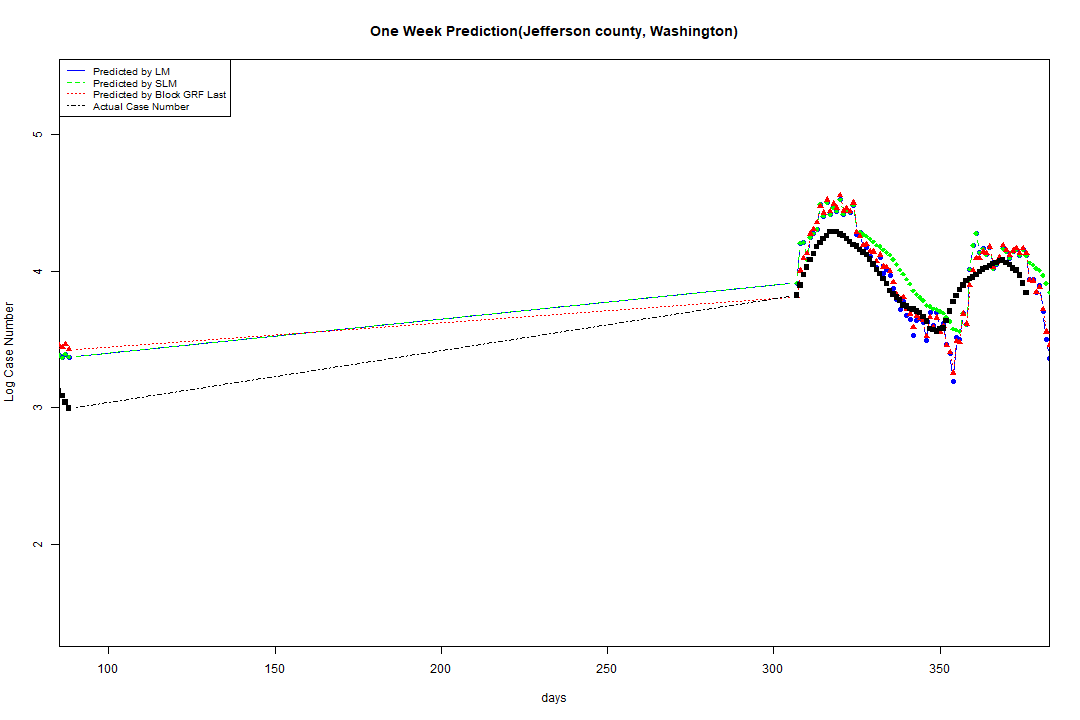 One Week Prediction(Jefferson county, Washington)
Predicted by LM
Predicted by SLM
Predicted by Block GRF Last
Actual Case Number
5
4
3
2
Log Case Number
100 150 200 250 300 350
days